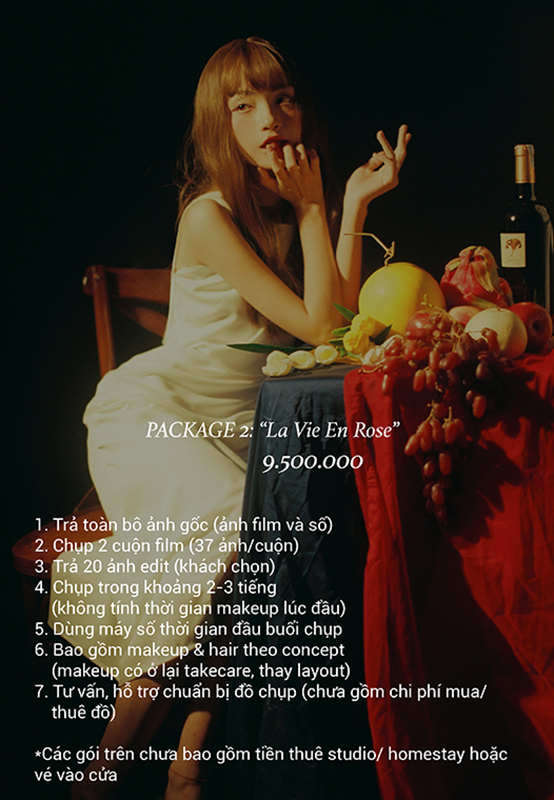 PACKAGE 2: “La Vie En Rose”
9.500.000
1. Trả toàn bô ảnh gốc (ảnh film và số)
2. Chụp 2 cuộn film (37 ảnh/cuộn)
3. Trả 20 ảnh edit (khách chọn)
4. Chụp trong khoảng 2-3 tiếng
(không tính thời gian makeup lúc đầu)
5. Dùng máy số thời gian đầu buổi chụp
6. Bao gồm makeup & hair theo concept
(makeup có ở lại takecare, thay layout)
7. Tư vấn, hỗ trợ chuẩn bị đồ chụp (chưa gồm chi phí mua/
thuê đồ)
*Các gói trên chưa bao gồm tiền thuê studio/ homestay hoặc
vé vào cửa